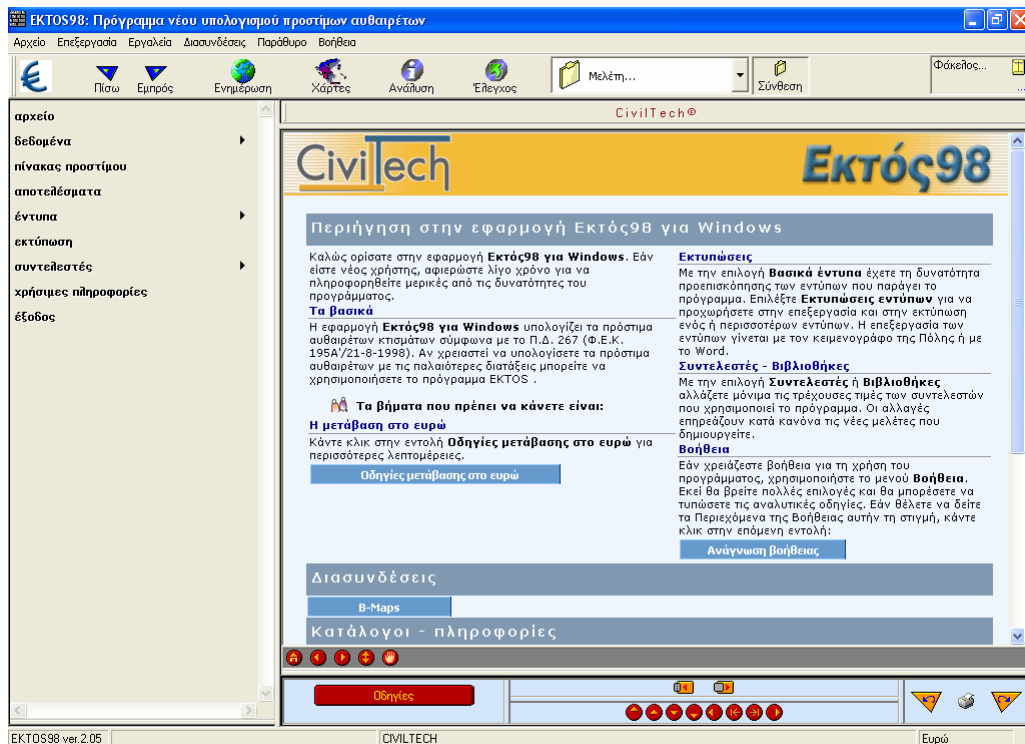 EKTOS98: Πρόγραμμα νέου υπολογισμού προστίμων αυθαιρέτων
Αρχείο Επεξεργασία Εργαλεία Διασυνδέσεις Παράθυρο Βοήθεια
Πίσω Εμπρός Ενημέρωση Χάρτες Ανάλυση Έλεγχος Μελέτη... Σύνθεση Φάκελος...
...
αρχείο
δεδομένα
πίνακας προστίμου
αποτελέσματα
έντυπα
εκτύπωση
συντελεστές
χρήσιμες πληροφορίες
έξοδος
CivilTech©
CivilTech Εκτός98
Περιήγηση στην εφαρμογή Εκτός98 για Windows
Καλώς ορίσατε στην εφαρμογή Εκτός98 για Windows. Εάν
είστε νέος χρήστης, αφιερώστε λίγο χρόνο για να
πληροφορηθείτε μερικές από τις δυνατότητες του
προγράμματος.
Τα βασικά
Η εφαρμογή Εκτός98 για Windows υπολογίζει τα πρόστιμα
αυθαιρέτων κτισμάτων σύμφωνα με το Π.Δ. 267 (Φ.Ε.Κ.
195Α'/21-8-1998). Αν χρειαστεί να υπολογίσετε τα πρόστιμα
αυθαιρέτων με τις παλαιότερες διατάξεις μπορείτε να
χρησιμοποιήσετε το πρόγραμμα EKTOS .
Τα βήματα που πρέπει να κάνετε είναι:
Η μετάβαση στο ευρώ
Κάντε κλικ στην εντολή Οδηγίες μετάβασης στο ευρώ για
περισσότερες λεπτομέρειες.
Οδηγίες μετάβασης στο ευρώ
Εκτυπώσεις
Με την επιλογή Βασικά έντυπα έχετε τη δυνατότητα
προεπισκόπησης των εντύπων που παράγει το
πρόγραμμα. Επιλέξτε Εκτυπώσεις εντύπων για να
προχωρήσετε στην επεξεργασία και στην εκτύπωση
ενός ή περισσοτέρων εντύπων. Η επεξεργασία των
εντύπων γίνεται με τον κειμενογράφο της Πόλης ή με
το Word.
Συντελεστές - Βιβλιοθήκες
Με την επιλογή Συντελεστές ή Βιβλιοθήκες
αλλάζετε μόνιμα τις τρέχουσες τιμές των συντελεστών
που χρησιμοποιεί το πρόγραμμα. Οι αλλαγές
επηρεάζουν κατά κανόνα τις νέες μελέτες που
δημιουργείτε.
Βοήθεια
Εάν χρειάζεστε βοήθεια για τη χρήση του
προγράμματος, χρησιμοποιήστε το μενού Βοήθεια.
Εκεί θα βρείτε πολλές επιλογές και θα μπορέσετε να
τυπώσετε τις αναλυτικές οδηγίες. Εάν θέλετε να δείτε
τα Περιεχόμενα της Βοήθειας αυτήν τη στιγμή, κάντε
κλικ στην επόμενη εντολή:
Ανάγνωση βοήθειας
Διασυνδέσεις
B-Maps
Κατάλογοι - πληροφορίες
Οδηγίες
EKTOS98 ver.2.05 CIVILTECH Ευρώ